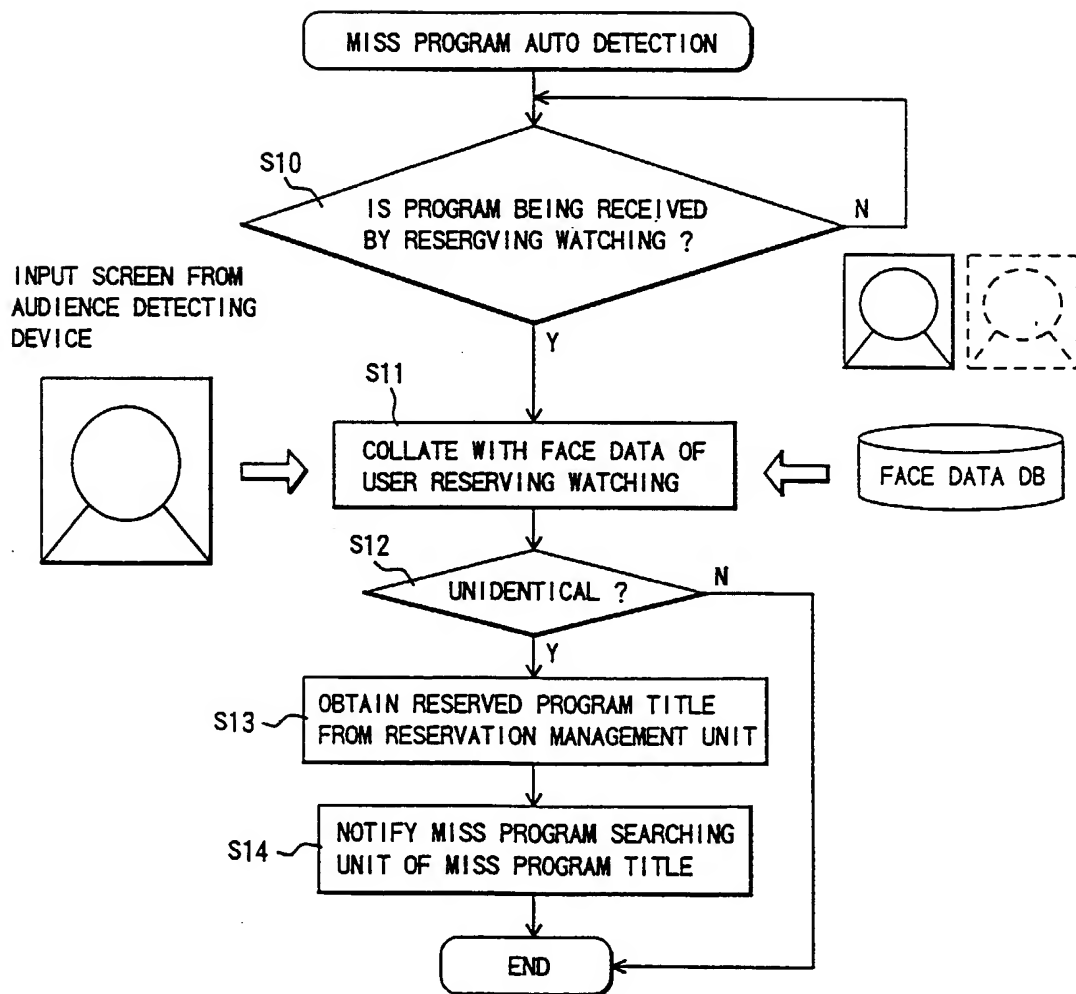 MISS PROGRAM AUTO DETECTION
S10
IS PROGRAM BEING RECEIVED
BY RESERGVING WATCHING ?
N
INPUT SCREEN FROM
AUDIENCE DETECTING
DEVICE
Y
S11
COLLATE WITH FACE DATA OF
USER RESERVING WATCHING
FACE DATA DB
S12
UNIDENTICAL ?
N
Y
S13
OBTAIN RESERVED PROGRAM TITLE
FROM RESERVATION MANAGEMENT UNIT
S14
NOTIFY MISS PROGRAM SEARCHING
UNIT OF MISS PROGRAM TITLE
END